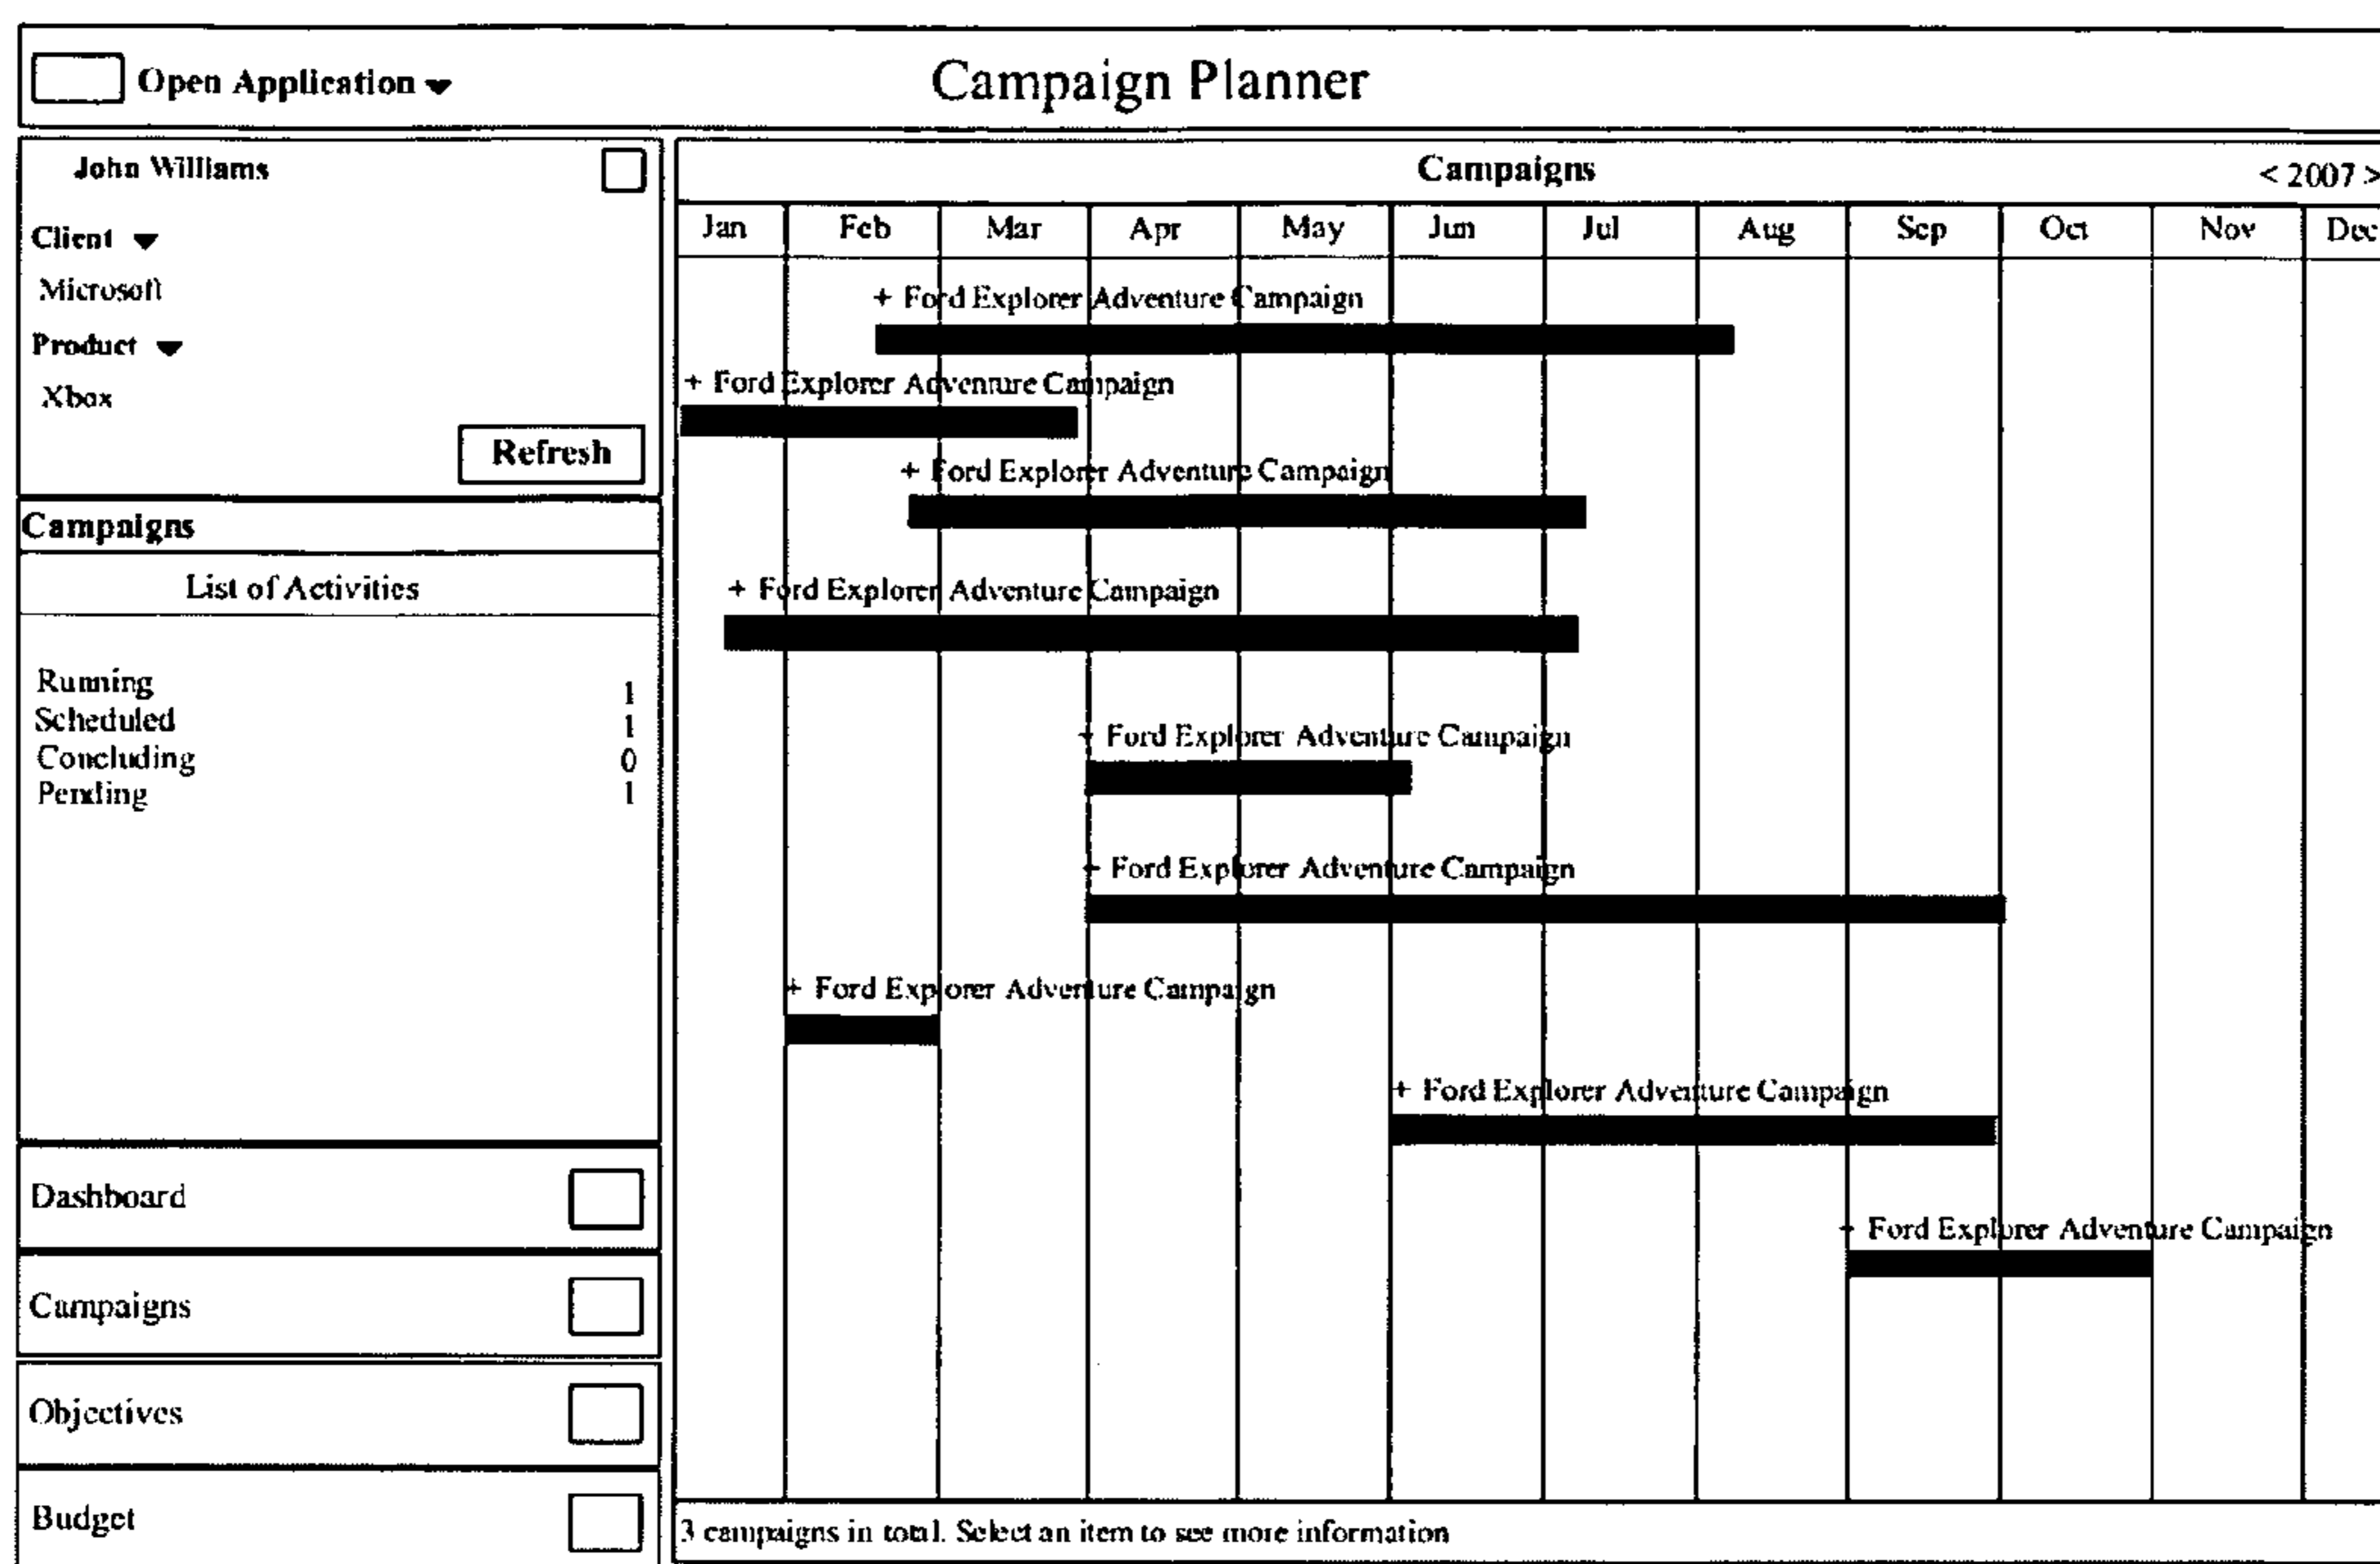 Open Application
Campaign Planner
John Williams
Client
Microsoft
Product
Xbox
Refresh
Campaigns
List of Activities
Running 1
Scheduled 1
Concluding 0
Pending 1
Dashboard
Campaigns
Objectives
Budget
Campaigns < 2007 >
Jan Feb Mar Apr May Jun Jul Aug Sep Oct Nov Dec
+ Ford Explorer Adventure Campaign
+ Ford Explorer Adventure Campaign
+ Ford Explorer Adventure Campaign
+ Ford Explorer Adventure Campaign
+ Ford Explorer Adventure Campaign
+ Ford Explorer Adventure Campaign
+ Ford Explorer Adventure Campaign
+ Ford Explorer Adventure Campaign
+ Ford Explorer Adventure Campaign
3 campaigns in total. Select an item to see more information